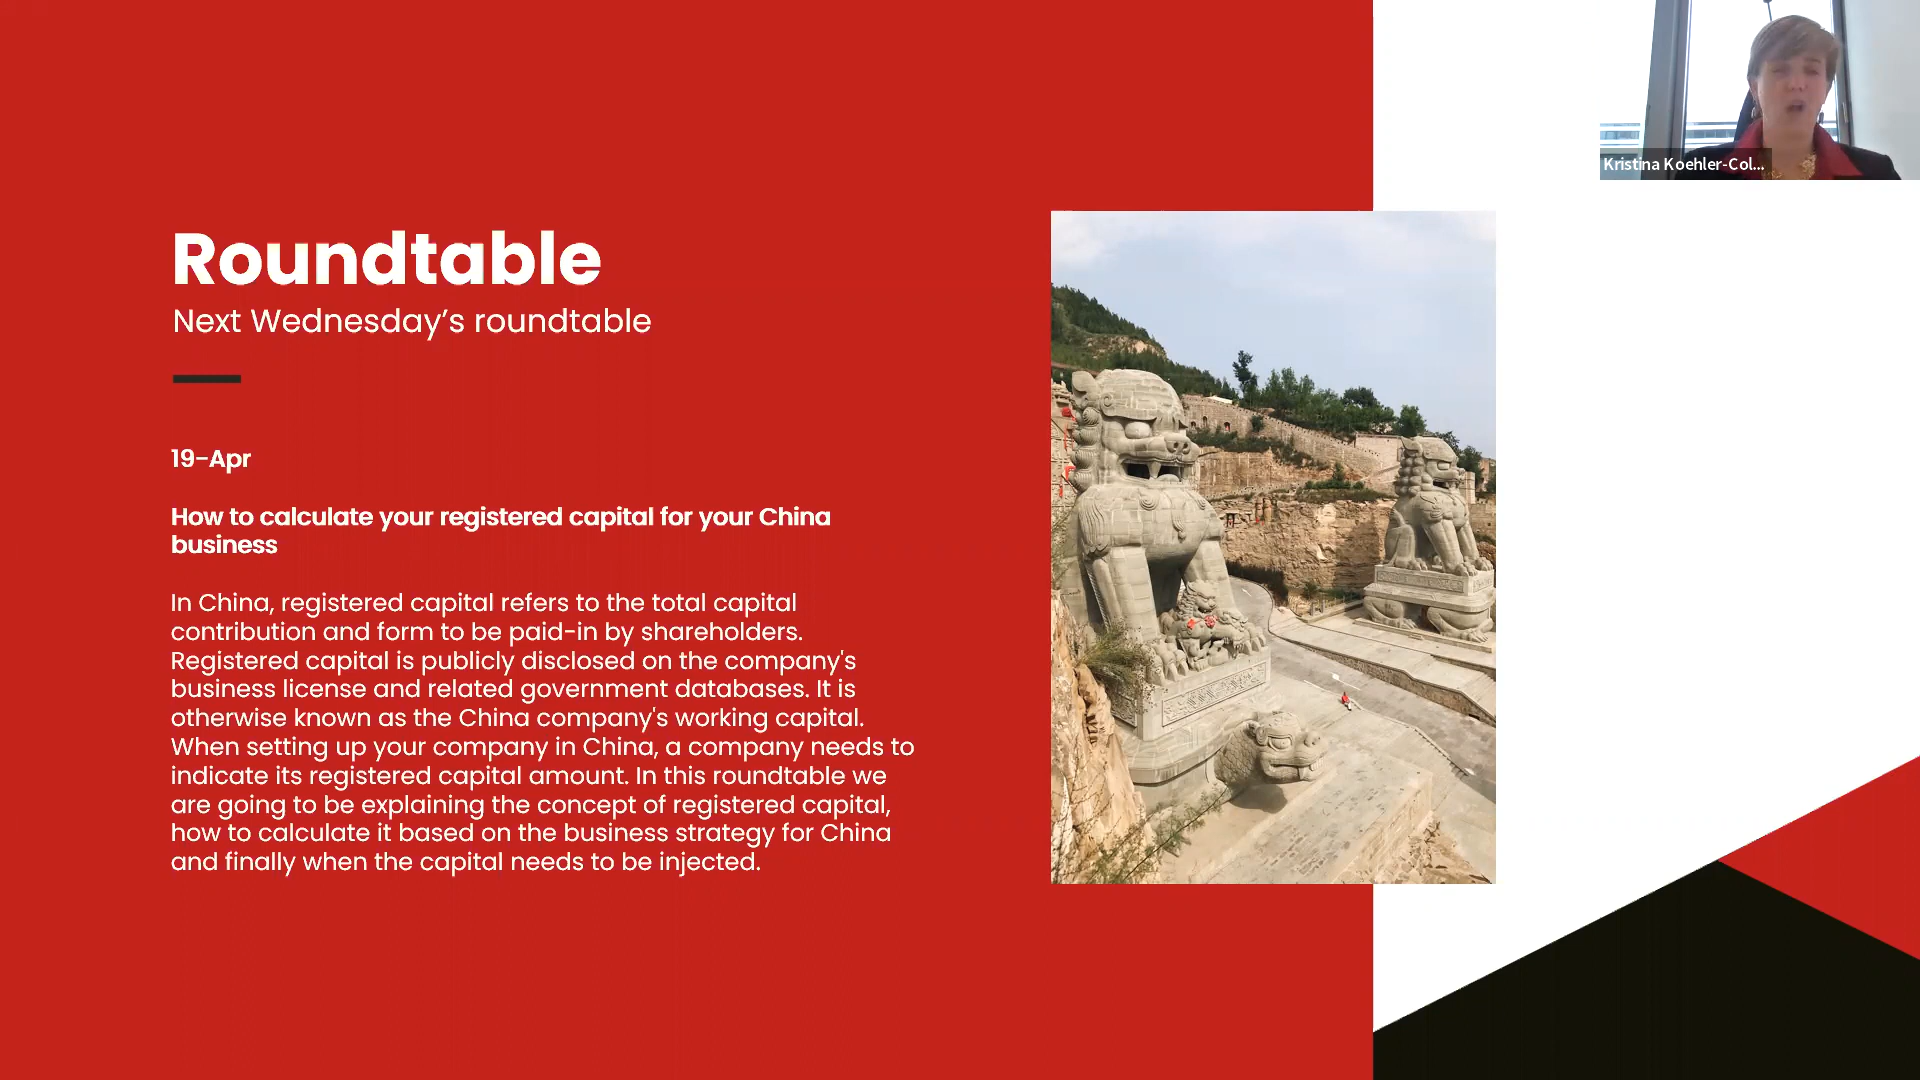 Kristina Koehler-Col...
Roundtable
Next Wednesday’s roundtable
19-Apr
How to calculate your registered capital for your China
business
In China, registered capital refers to the total capital
contribution and form to be paid-in by shareholders.
Registered capital is publicly disclosed on the company's
business license and related government databases. It is
otherwise known as the China company's working capital.
When setting up your company in China, a company needs to
indicate its registered capital amount. In this roundtable we
are going to be explaining the concept of registered capital,
how to calculate it based on the business strategy for China
and finally when the capital needs to be injected.